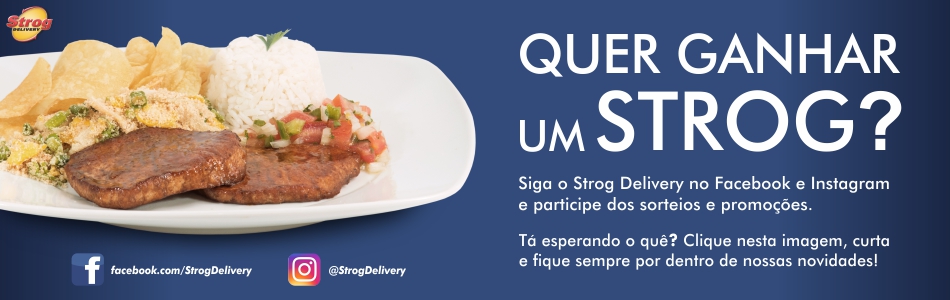 Strog
DELIVERY
QUER GANHAR
UM STROG?
Siga o Strog Delivery no Facebook e Instagram
e participe dos sorteios e promoções.
Tá esperando o quê? Clique nesta imagem, curta
e fique sempre por dentro de nossas novidades!
facebook.com/StrogDelivery
@StrogDelivery